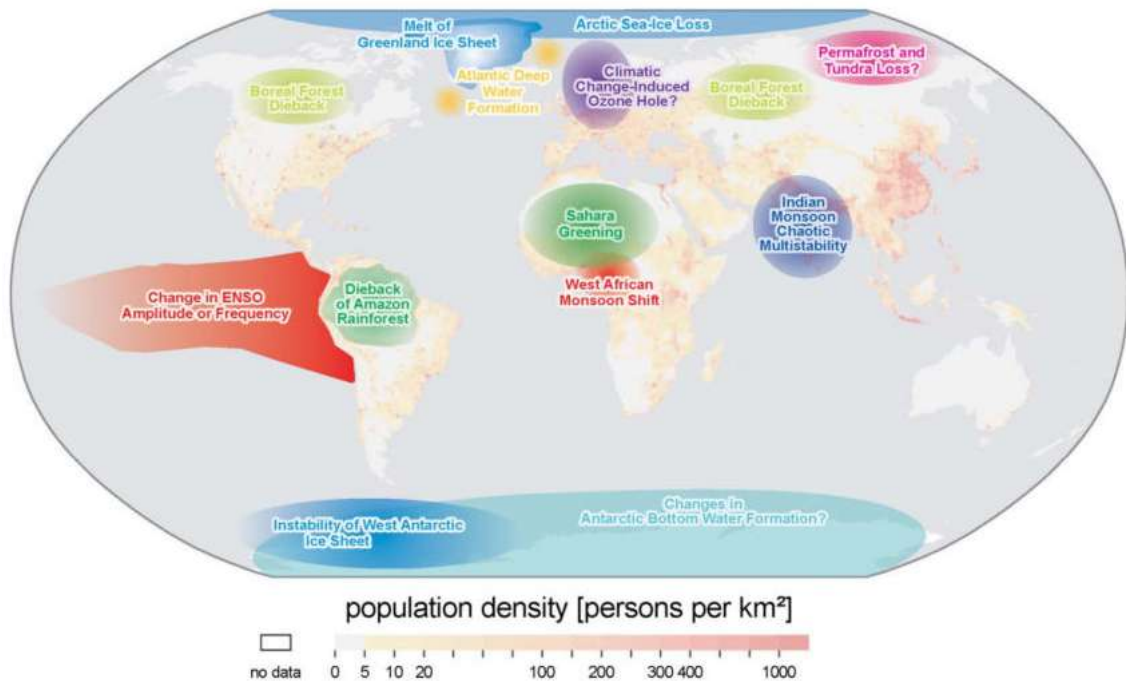 Melt of
Greenland Ice Sheet
Arctic Sea-Ice Loss
Boreal Forest
Dieback
Atlantic Deep
Water
Formation
Climatic
Change-Induced
Ozone Hole?
Boreal Forest
Dieback
Permafrost and
Tundra Loss?
Sahara
Greening
Indian
Monsoon
Chaotic
Multistability
West African
Monsoon Shift
Change in ENSO
Amplitude or Frequency
Dieback
of Amazon
Rainforest
Instability of West Antarctic
Ice Sheet
Changes in
Antarctic Bottom Water Formation?
population density [persons per km²]
no data 0 5 10 20 100 200 300 400 1000